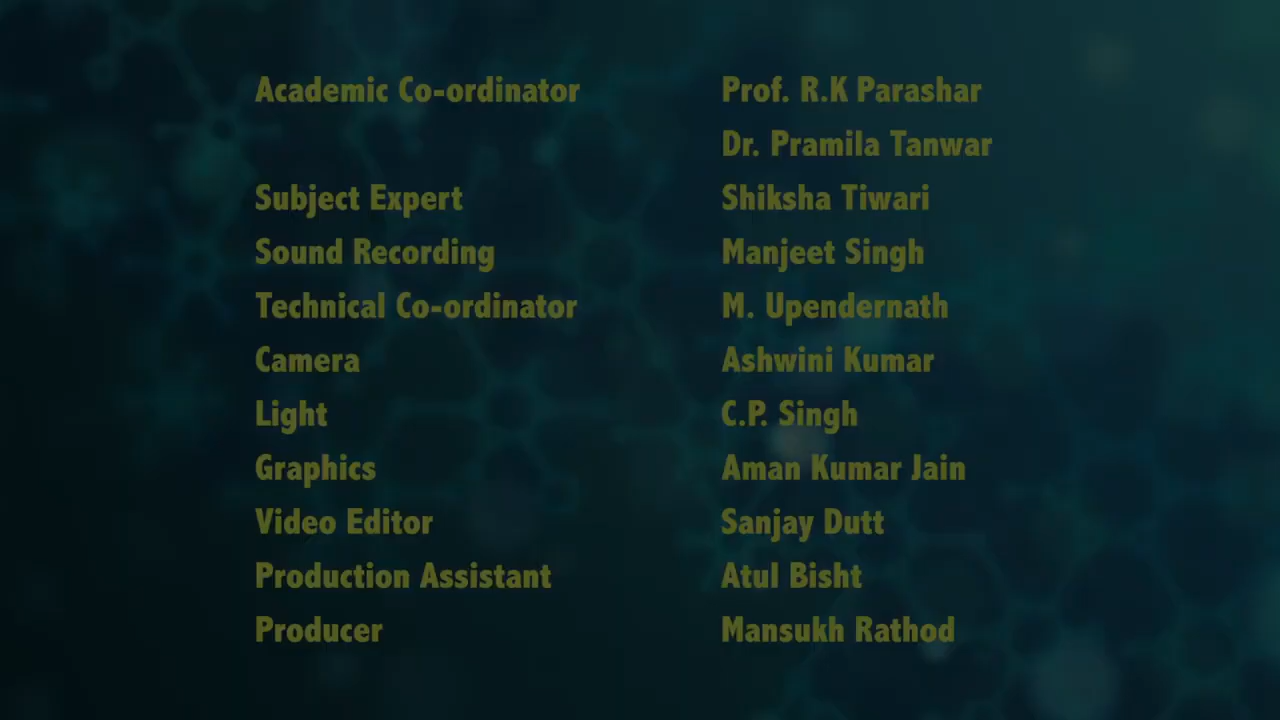 Academic Co-ordinator Prof. R.K Parashar
Dr. Pramila Tanwar
Subject Expert Shiksha Tiwari
Sound Recording Manjeet Singh
Technical Co-ordinator M. Upendernath
Camera Ashwini Kumar
Light C.P. Singh
Graphics Aman Kumar Jain
Video Editor Sanjay Dutt
Production Assistant Atul Bisht
Producer Mansukh Rathod